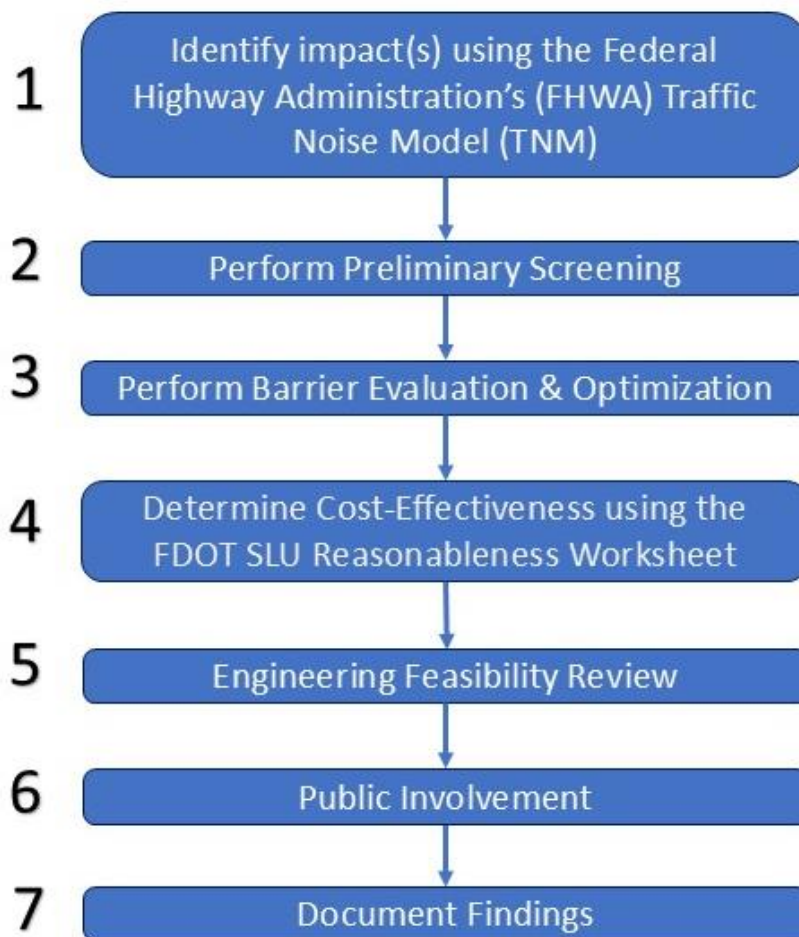 1
Identify impact(s) using the Federal
Highway Administration's (FHWA) Traffic
Noise Model (TNM)
2
Perform Preliminary Screening
3
Perform Barrier Evaluation & Optimization
4
Determine Cost-Effectiveness using the
FDOT SLU Reasonableness Worksheet
5
Engineering Feasibility Review
6
Public Involvement
7
Document Findings